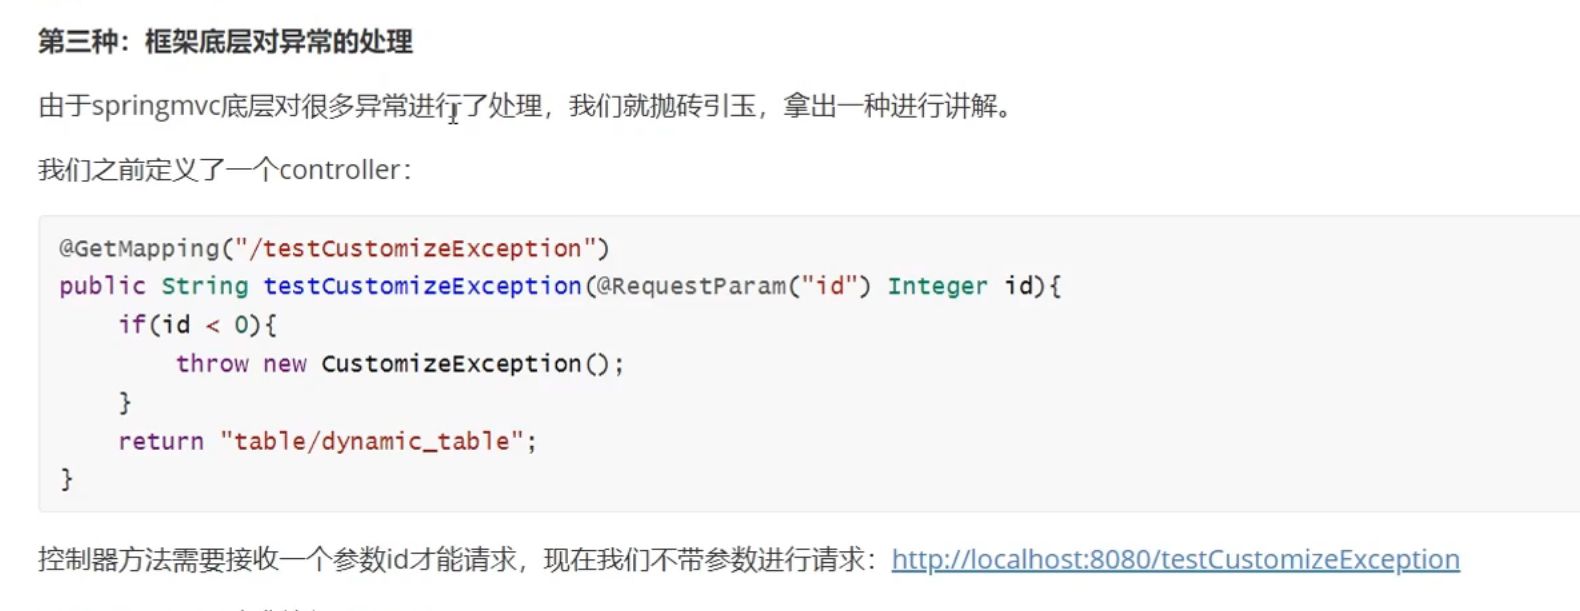 第三种：框架底层对异常的处理
由于springmvc底层对很多异常进行了处理，我们就抛砖引玉，拿出一种进行讲解。
我们之前定义了一个controller：
@GetMapping("/testCustomizeException")
public String testCustomizeException(@RequestParam("id") Integer id){
    if(id < 0){
        throw new CustomizeException();
    }
    return "table/dynamic_table";
}
控制器方法需要接收一个参数id才能请求，现在我们不带参数进行请求：http://localhost:8080/testCustomizeException